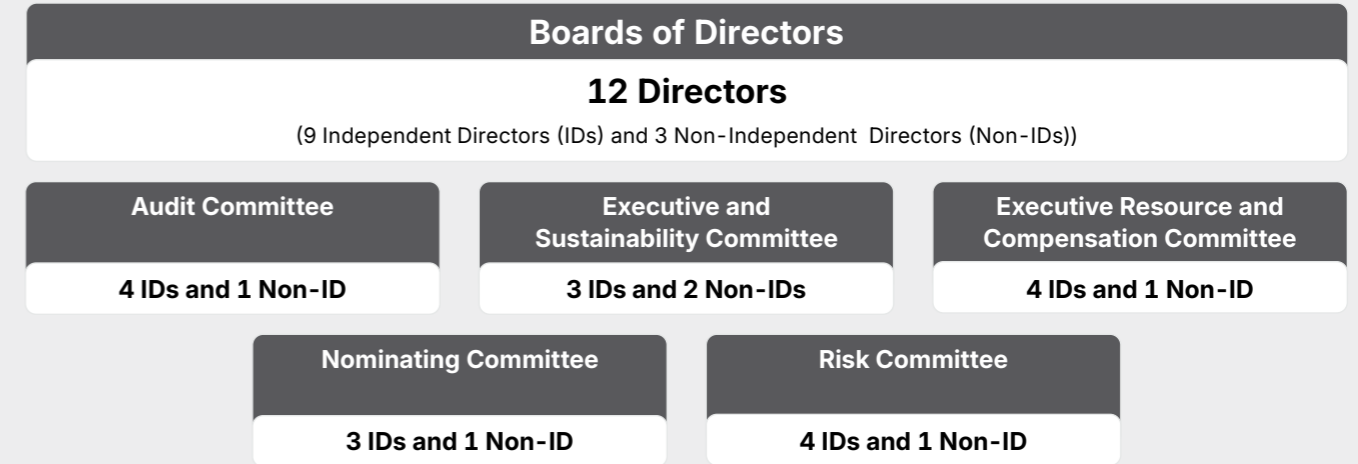 Boards of Directors
12 Directors
(9 Independent Directors (IDs) and 3 Non-Independent Directors (Non-IDs))
Audit Committee
4 IDs and 1 Non-ID
Executive and
Sustainability Committee
3 IDs and 2 Non-IDs
Executive Resource and
Compensation Committee
4 IDs and 1 Non-ID
Nominating Committee
3 IDs and 1 Non-ID
Risk Committee
4 IDs and 1 Non-ID